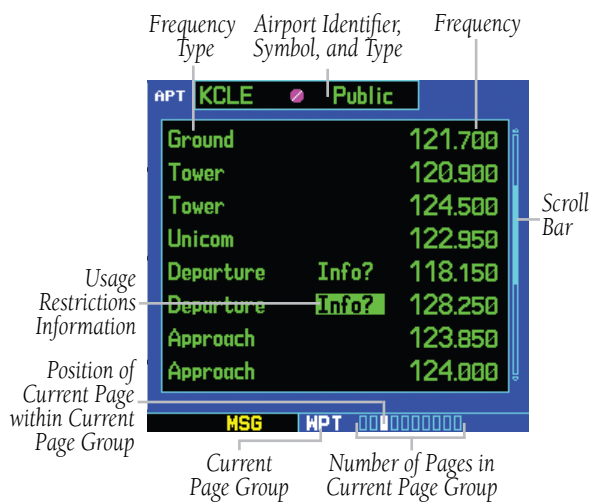 Frequency Type
Airport Identifier, Symbol, and Type
Frequency
APT KCLE Public
Ground 121.700
Tower 120.900
Tower 124.500
Unicom 122.950
Departure Info? 118.150
Departure Info? 128.250
Approach 123.850
Approach 124.000
Scroll Bar
Usage Restrictions Information
Position of Current Page within Current Page Group
MSG WPT
Current Page Group
Number of Pages in Current Page Group